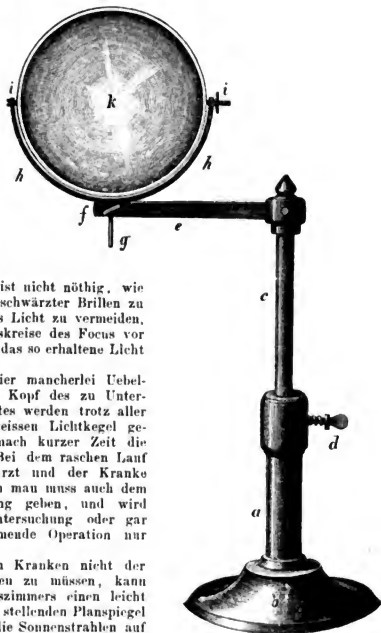 i
k
i
h
h
f
e
g
c
d
a
b
ist nicht nöthig, wie
schwärzter Brillen zu
s Licht zu vermeiden,
skreise des Focus vor
das so erhaltene Licht
ier mancherlei Uebel-
Kopf des zu Unter-
tes werden trotz aller
eissen Lichtkegel ge-
nach kurzer Zeit die
Bei dem raschen Lauf
rzt und der Kranke
n man muss auch dem
ng geben, und wird
ntersuchung oder gar
mende Operation nur
n Kranken nicht der
en zu müssen, kann
szimmers einen leicht
stellenden Planspiegel
die Sonnenstrahlen auf